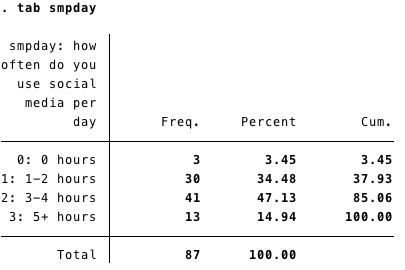 . tab smpday
smpday: how
often do you
use social
media per
day Freq. Percent Cum.
0: 0 hours 3 3.45 3.45
1: 1-2 hours 30 34.48 37.93
2: 3-4 hours 41 47.13 85.06
3: 5+ hours 13 14.94 100.00
Total 87 100.00